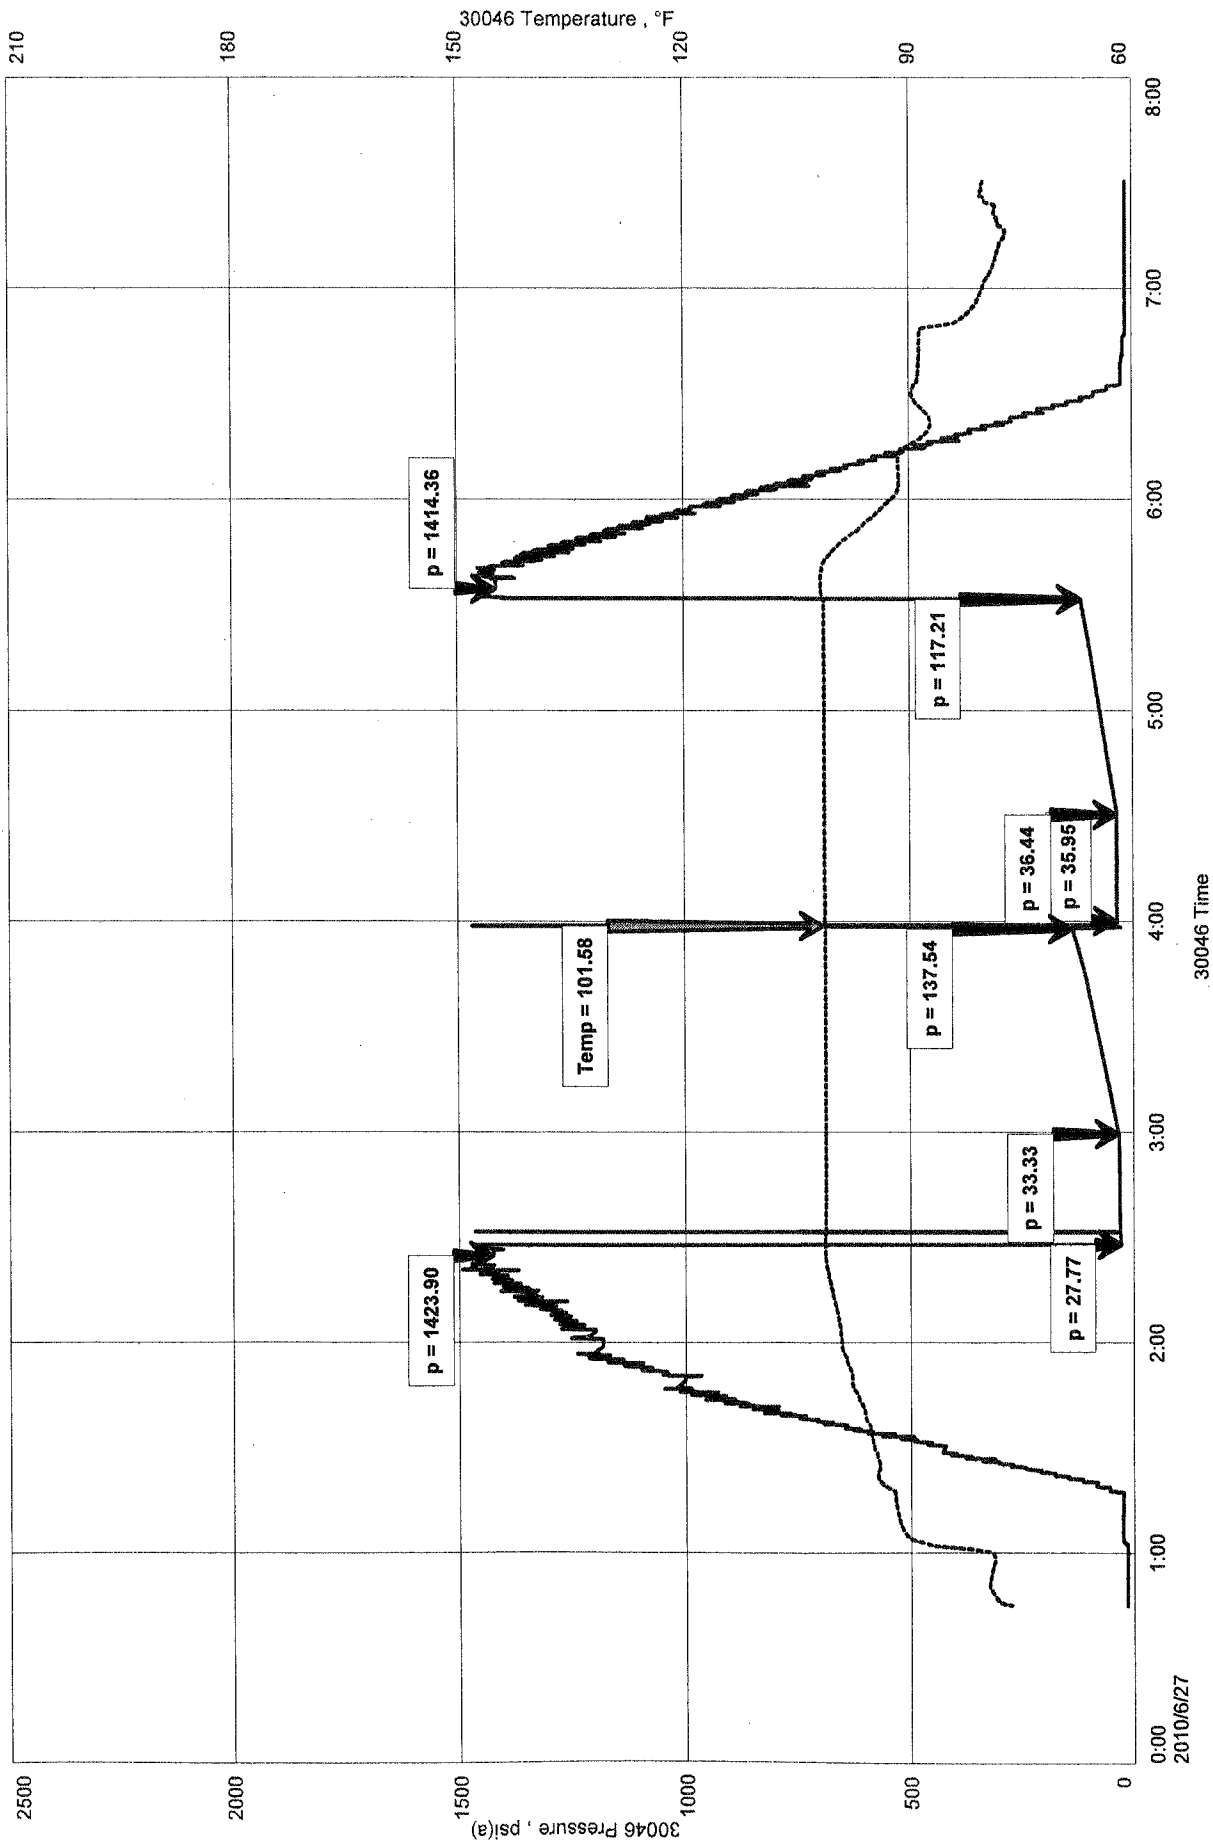 30046 Temperature , °F
210
180
150
120
90
60
p = 1423.90
p = 1414.36
Temp = 101.58
p = 27.77
p = 33.33
p = 137.54
p = 36.44
p = 35.95
p = 117.21
2500
2000
1500
1000
500
0
30046 Pressure , psi(a)
0:00
1:00
2:00
3:00
4:00
5:00
6:00
7:00
8:00
2010/6/27
30046 Time